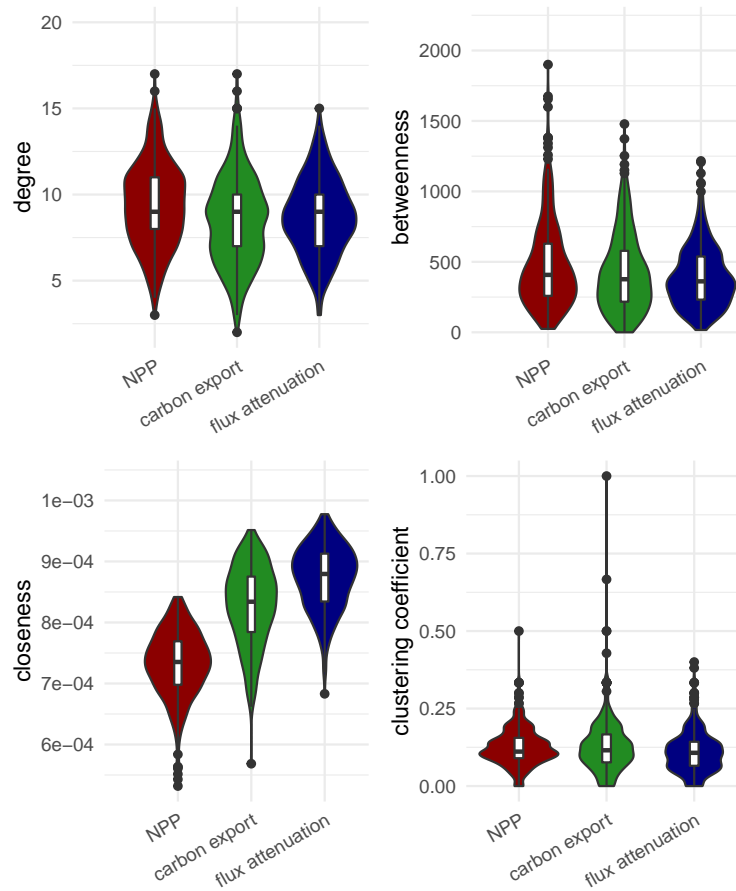 degree
20
15
10
5
NPP
carbon export
flux attenuation
betweenness
2000
1500
1000
500
0
NPP
carbon export
flux attenuation
closeness
1e−03
9e−04
8e−04
7e−04
6e−04
NPP
carbon export
flux attenuation
clustering coefficient
1.00
0.75
0.50
0.25
0.00
NPP
carbon export
flux attenuation